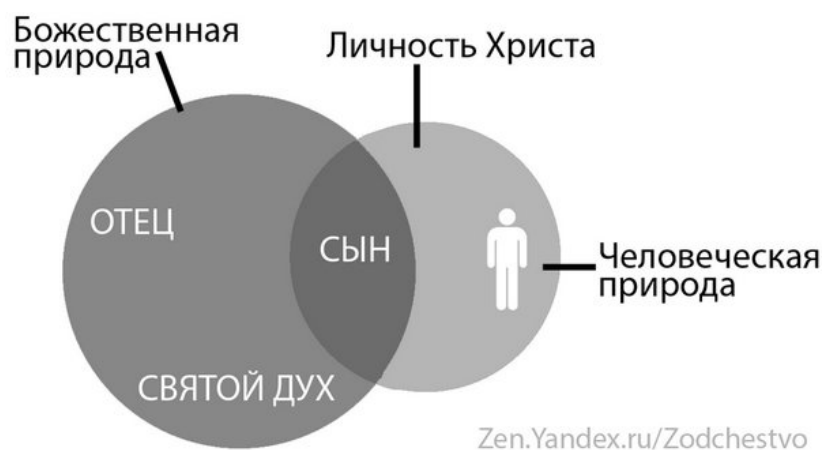 Божественная
природа
Личность Христа
ОТЕЦ
СЫН
Человеческая
природа
СВЯТОЙ ДУХ
Zen.Yandex.ru/Zodchestvo